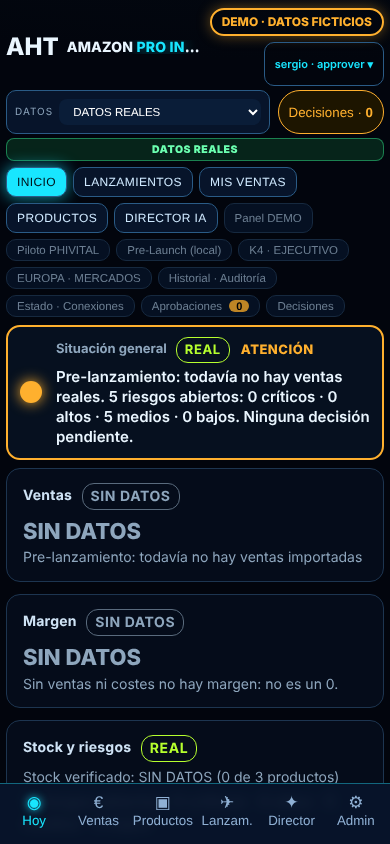 DEMO · DATOS FICTICIOS
AHT AMAZON PRO IN...
sergio · approver ▾
DATOS DATOS REALES
Decisiones · 0
DATOS REALES
INICIO LANZAMIENTOS MIS VENTAS
PRODUCTOS DIRECTOR IA Panel DEMO
Piloto PHIVITAL Pre-Launch (local) K4 · EJECUTIVO
EUROPA · MERCADOS Historial · Auditoría
Estado · Conexiones Aprobaciones 0 Decisiones
Situación general REAL ATENCIÓN
Pre-lanzamiento: todavía no hay ventas
reales. 5 riesgos abiertos: 0 críticos · 0
altos · 5 medios · 0 bajos. Ninguna decisión
pendiente.
Ventas SIN DATOS
SIN DATOS
Pre-lanzamiento: todavía no hay ventas importadas
Margen SIN DATOS
SIN DATOS
Sin ventas ni costes no hay margen: no es un 0.
Stock y riesgos REAL
Stock verificado: SIN DATOS (0 de 3 productos)
Hoy Ventas Productos Lanzam. Director Admin